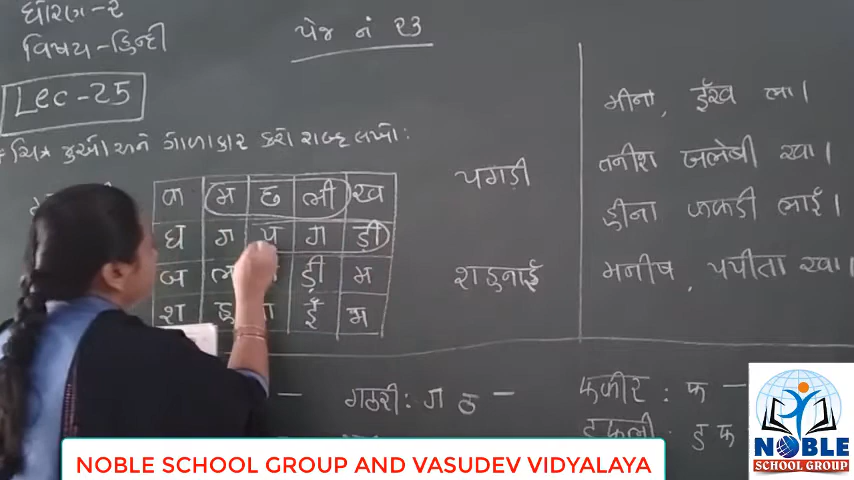 ધોરણ-૨
વિષય-હિન્દી
Lec-25
પેજ નં ૨૩
ચિત્ર જુઓ અને ગોળાકાર કરો શબ્દ લખો:
म छ ली ख
घ ग प ग ड़ी
ज ड़ी म
श ह ना ई म
पगड़ी
शहनाई
मीना, ईख ला।
तनीश जलेबी खा।
हीना ककडी लाई।
मनीष, पपीता खा।
गठरी: ग ठ –
फकीर: फ –
ढफली: ढ फ
NOBLE SCHOOL GROUP AND VASUDEV VIDYALAYA
NOBLE
SCHOOL GROUP